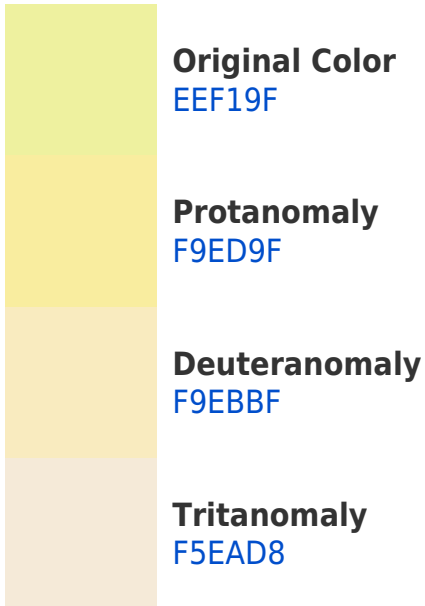 Original Color
EEF19F
Protanomaly
F9ED9F
Deuteranomaly
F9EBBF
Tritanomaly
F5EAD8